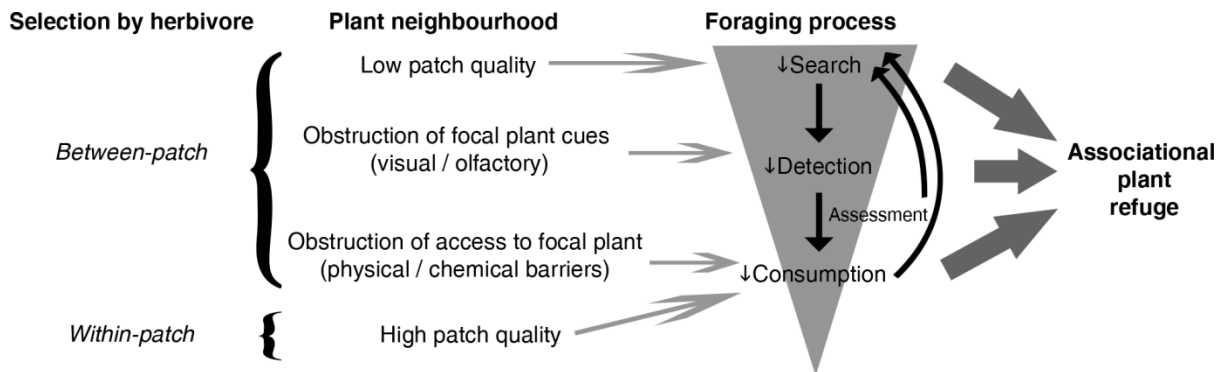 Selection by herbivore
Plant neighbourhood
Foraging process
Low patch quality
↓Search
Between-patch
Obstruction of focal plant cues
(visual / olfactory)
↓Detection
Associational
plant
refuge
Assessment
Obstruction of access to focal plant
(physical / chemical barriers)
↓Consumption
Within-patch
High patch quality